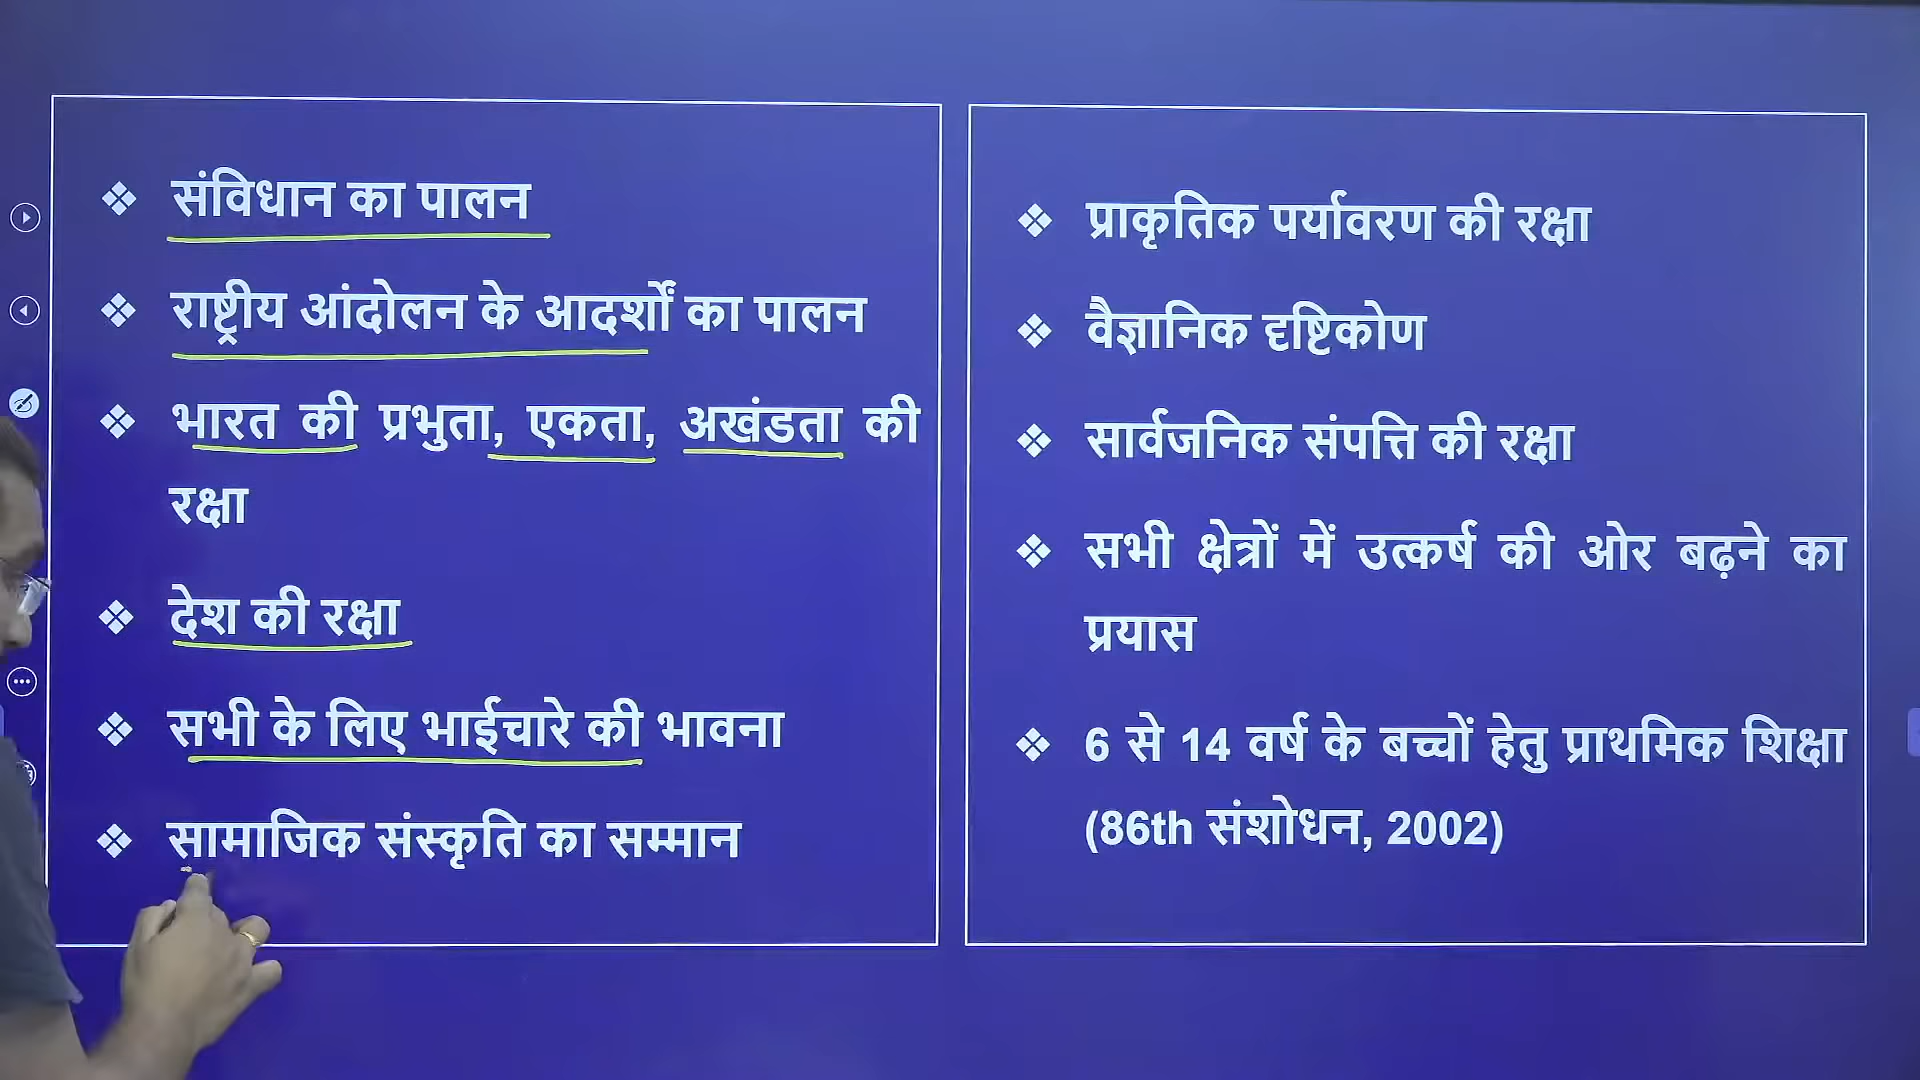 संविधान का पालन
राष्ट्रीय आंदोलन के आदर्शों का पालन
भारत की प्रभुता, एकता, अखंडता की
रक्षा
देश की रक्षा
सभी के लिए भाईचारे की भावना
सामाजिक संस्कृति का सम्मान
प्राकृतिक पर्यावरण की रक्षा
वैज्ञानिक दृष्टिकोण
सार्वजनिक संपत्ति की रक्षा
सभी क्षेत्रों में उत्कर्ष की ओर बढ़ने का
प्रयास
6 से 14 वर्ष के बच्चों हेतु प्राथमिक शिक्षा
(86th संशोधन, 2002)